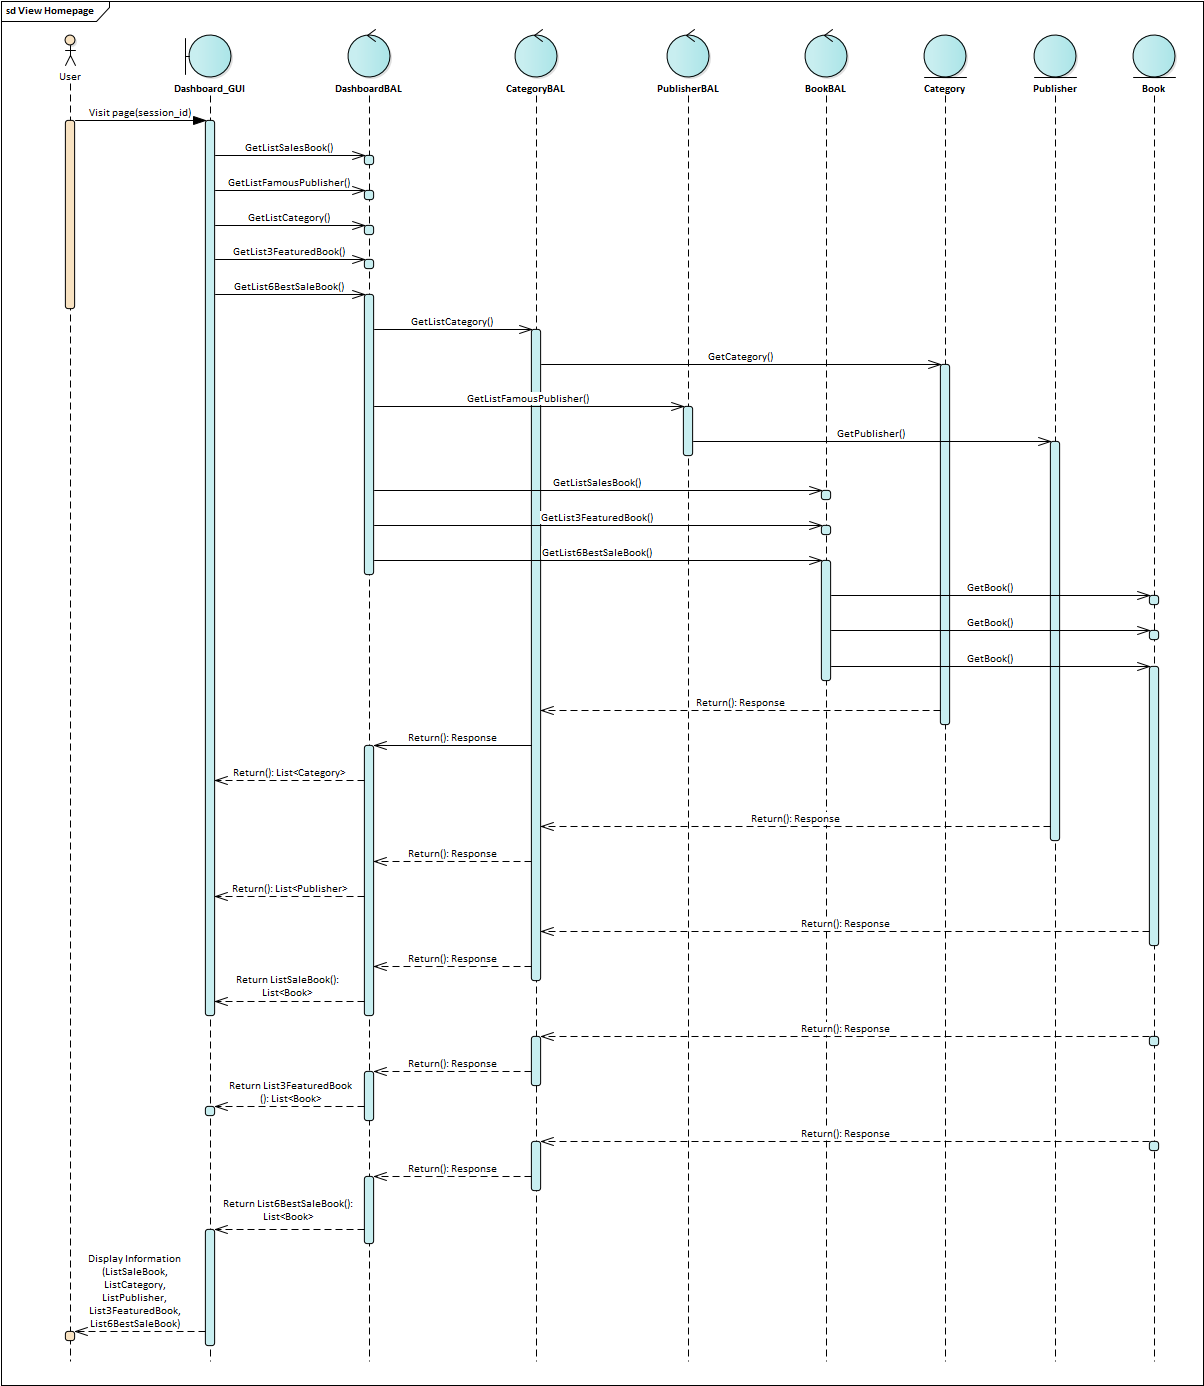 sd View Homepage
User
Dashboard_GUI
DashboardBAL
CategoryBAL
PublisherBAL
BookBAL
Category
Publisher
Book
Visit page(session_id)
GetListSalesBook()
GetListFamousPublisher()
GetListCategory()
GetList3FeaturedBook()
GetList6BestSaleBook()
GetListCategory()
GetCategory()
GetListFamousPublisher()
GetPublisher()
GetListSalesBook()
GetList3FeaturedBook()
GetList6BestSaleBook()
GetBook()
GetBook()
GetBook()
Return(): Response
Return(): Response
Return(): List<Category>
Return(): Response
Return(): Response
Return(): List<Publisher>
Return(): Response
Return(): Response
Return ListSaleBook():
List<Book>
Return(): Response
Return(): Response
Return List3FeaturedBook
(): List<Book>
Return(): Response
Return(): Response
Return List6BestSaleBook():
List<Book>
Display Information
(ListSaleBook,
ListCategory,
ListPublisher,
List3FeaturedBook,
List6BestSaleBook)